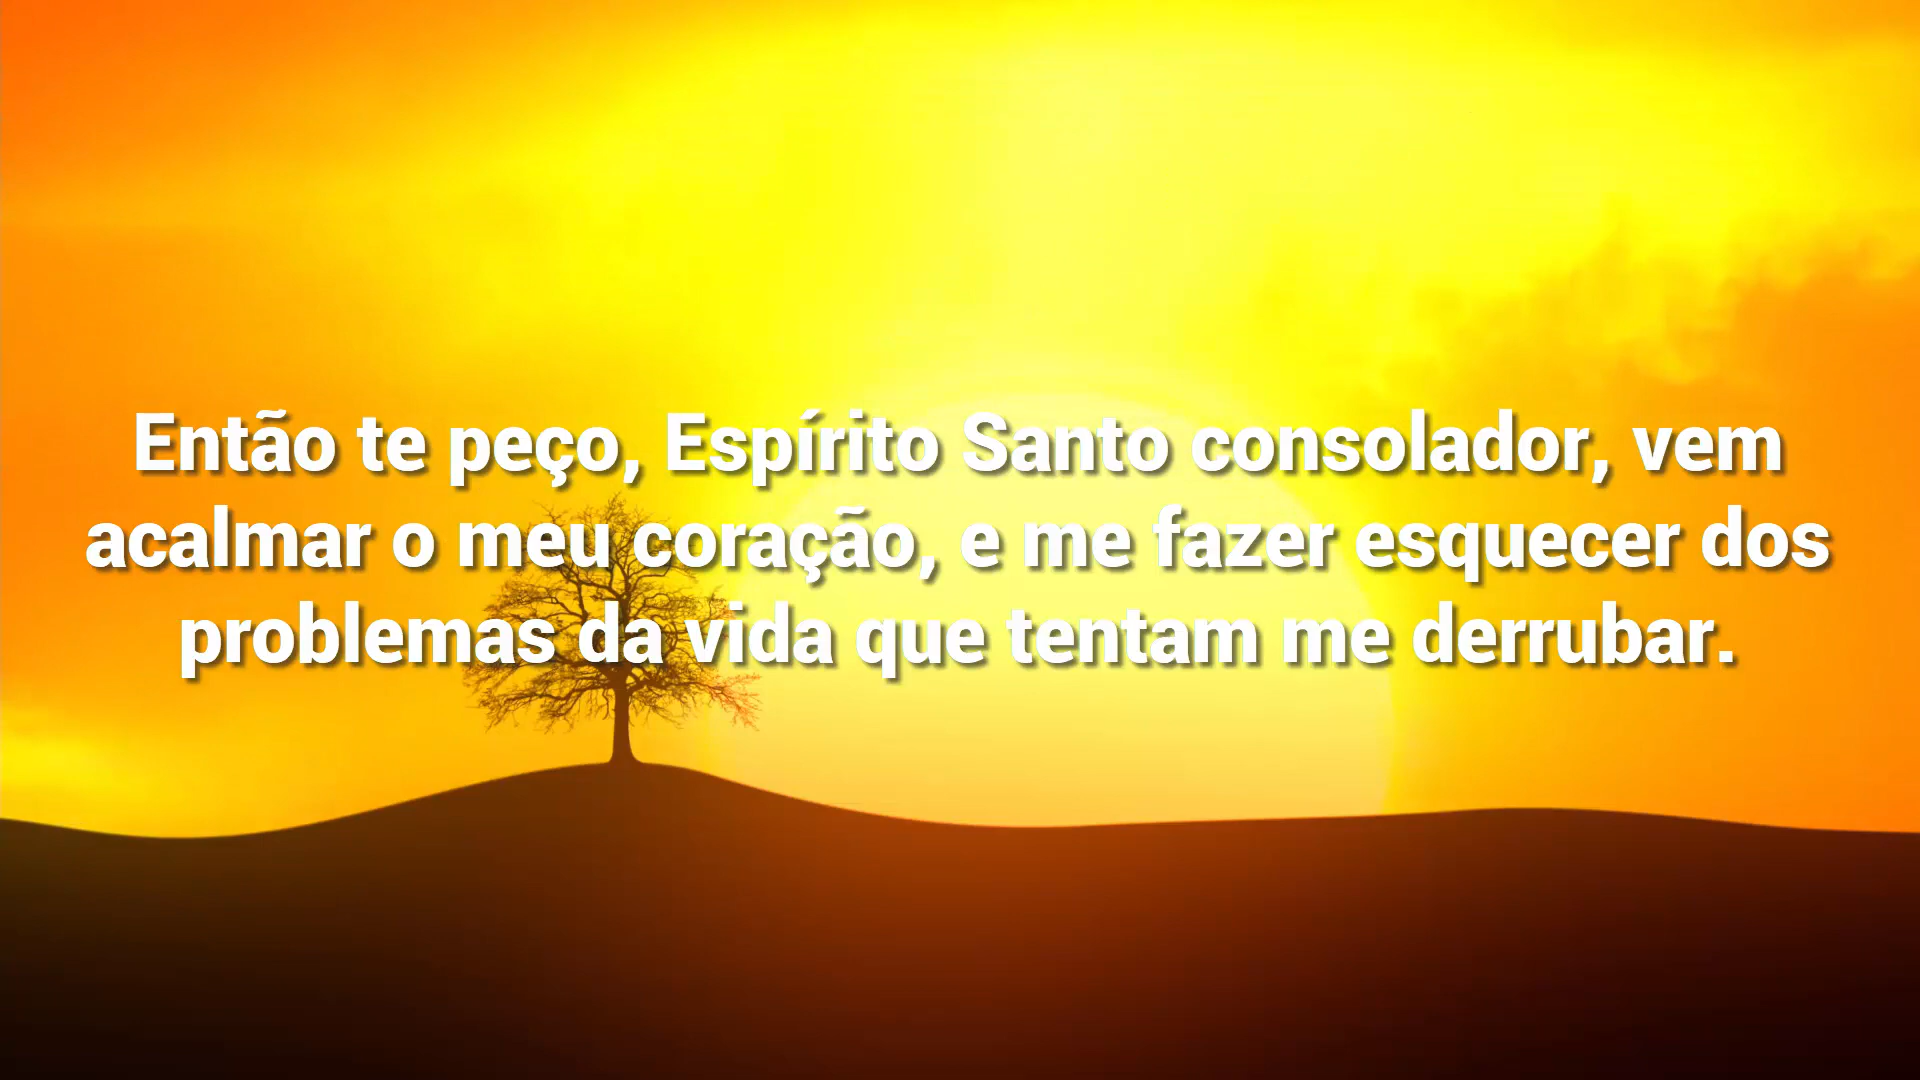 Então te peço, Espírito Santo consolador, vem
acalmar o meu coração, e me fazer esquecer dos
problemas da vida que tentam me derrubar.